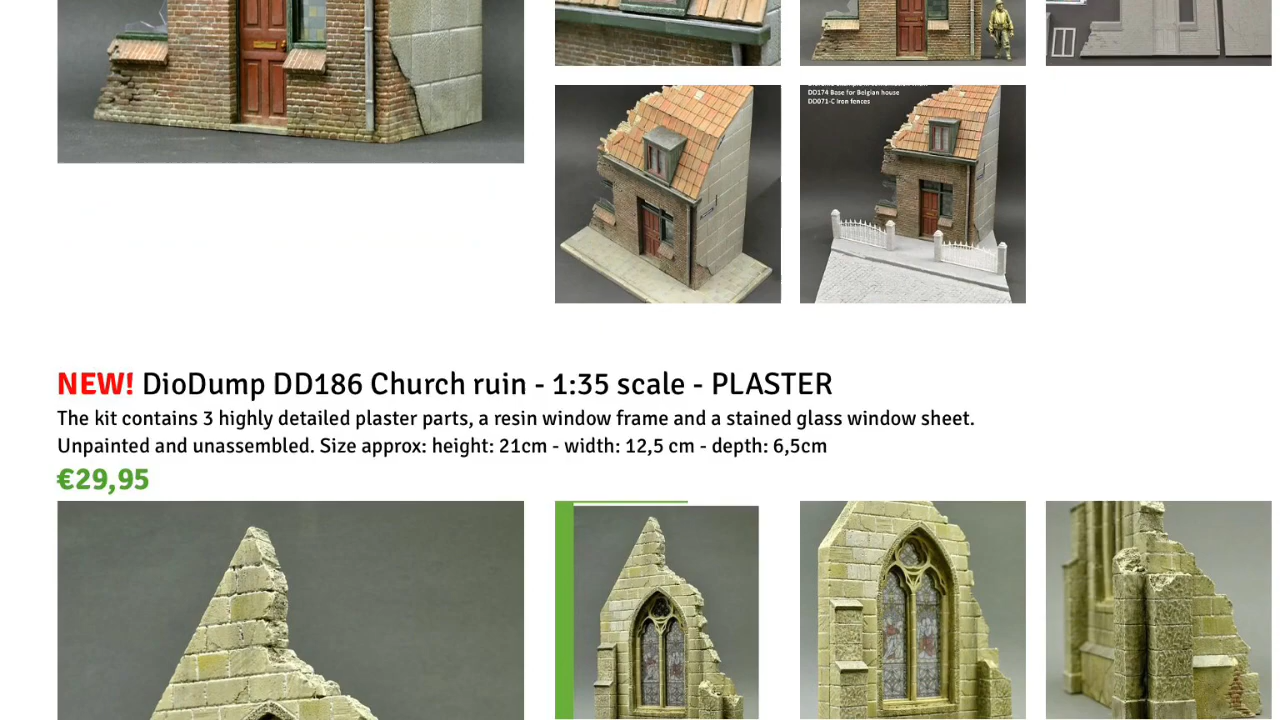 DD174 Base for Belgian house
DD071-C Iron fences
NEW! DioDump DD186 Church ruin - 1:35 scale - PLASTER
The kit contains 3 highly detailed plaster parts, a resin window frame and a stained glass window sheet.
Unpainted and unassembled. Size approx: height: 21cm - width: 12,5 cm - depth: 6,5cm
€29,95